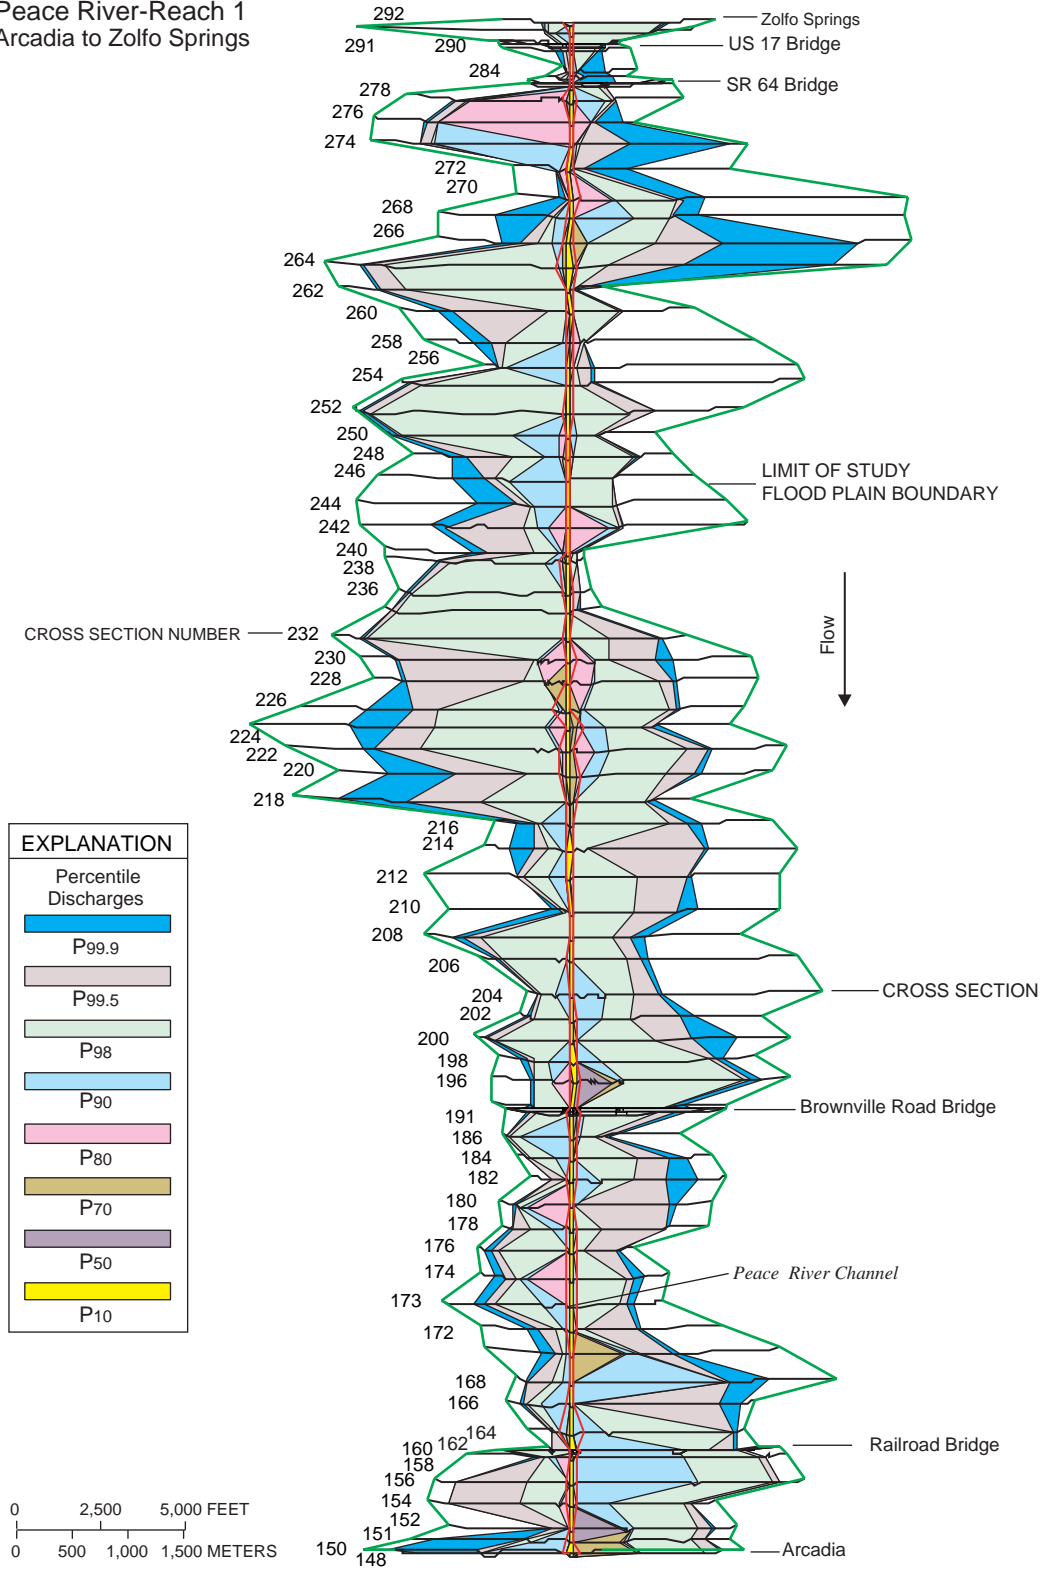 Peace River-Reach 1
Arcadia to Zolfo Springs
292
Zolfo Springs
291
290
US 17 Bridge
284
SR 64 Bridge
278
276
274
272
270
268
266
264
262
260
258
256
254
252
250
248
246
LIMIT OF STUDY
FLOOD PLAIN BOUNDARY
244
242
240
238
236
Flow
CROSS SECTION NUMBER
232
230
228
226
224
222
220
218
216
214
212
210
208
206
204
CROSS SECTION
202
200
198
196
Brownville Road Bridge
191
186
184
182
180
178
176
174
Peace River Channel
173
172
168
166
164
162
160
Railroad Bridge
158
156
154
152
151
150
148
Arcadia
EXPLANATION
Percentile
Discharges
P99.9
P99.5
P98
P90
P80
P70
P50
P10
0 2,500 5,000 FEET
0 500 1,000 1,500 METERS